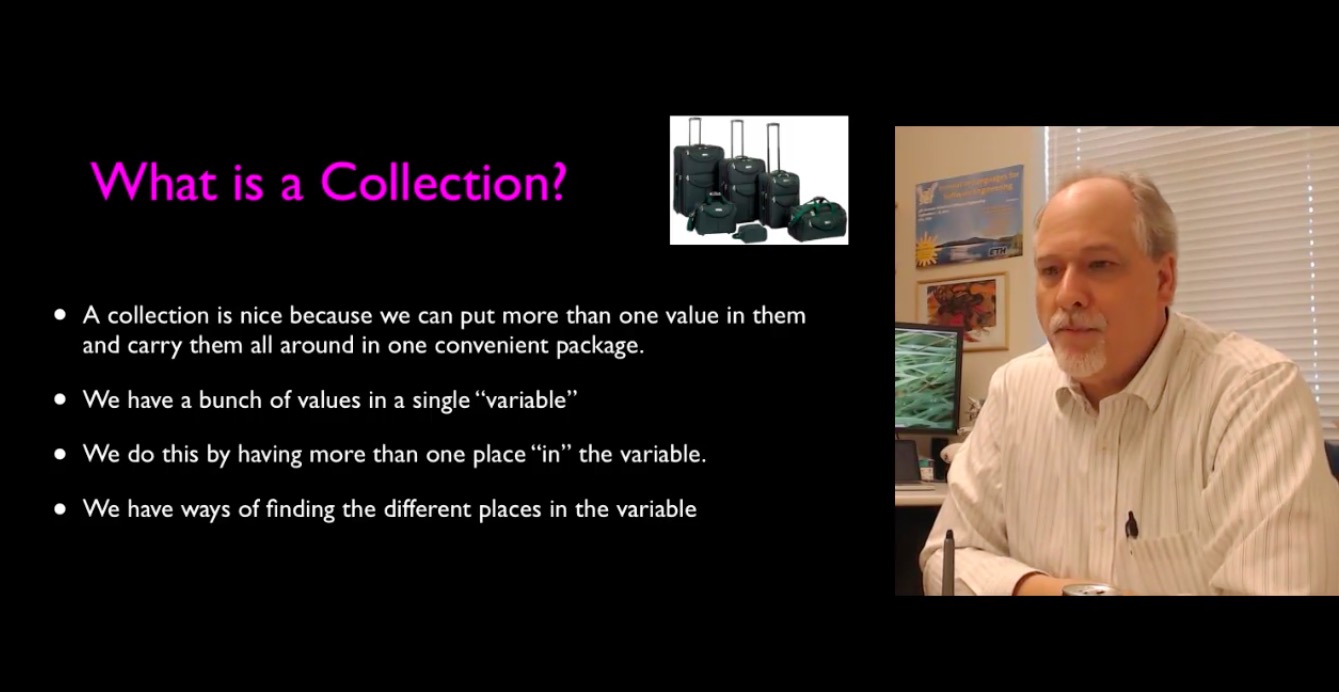 What is a Collection?
• A collection is nice because we can put more than one value in them
and carry them all around in one convenient package.
• We have a bunch of values in a single “variable”
• We do this by having more than one place “in” the variable.
• We have ways of finding the different places in the variable
ETH